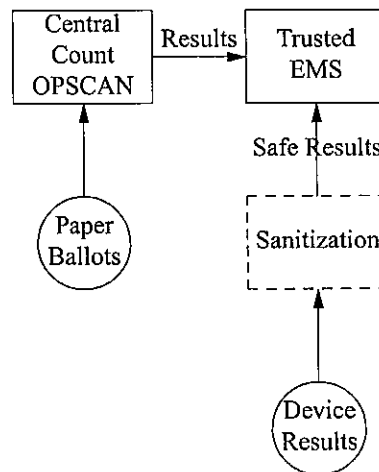 Central
Count
OPSCAN
Results
Trusted
EMS
Safe Results
Paper
Ballots
Sanitization
Device
Results